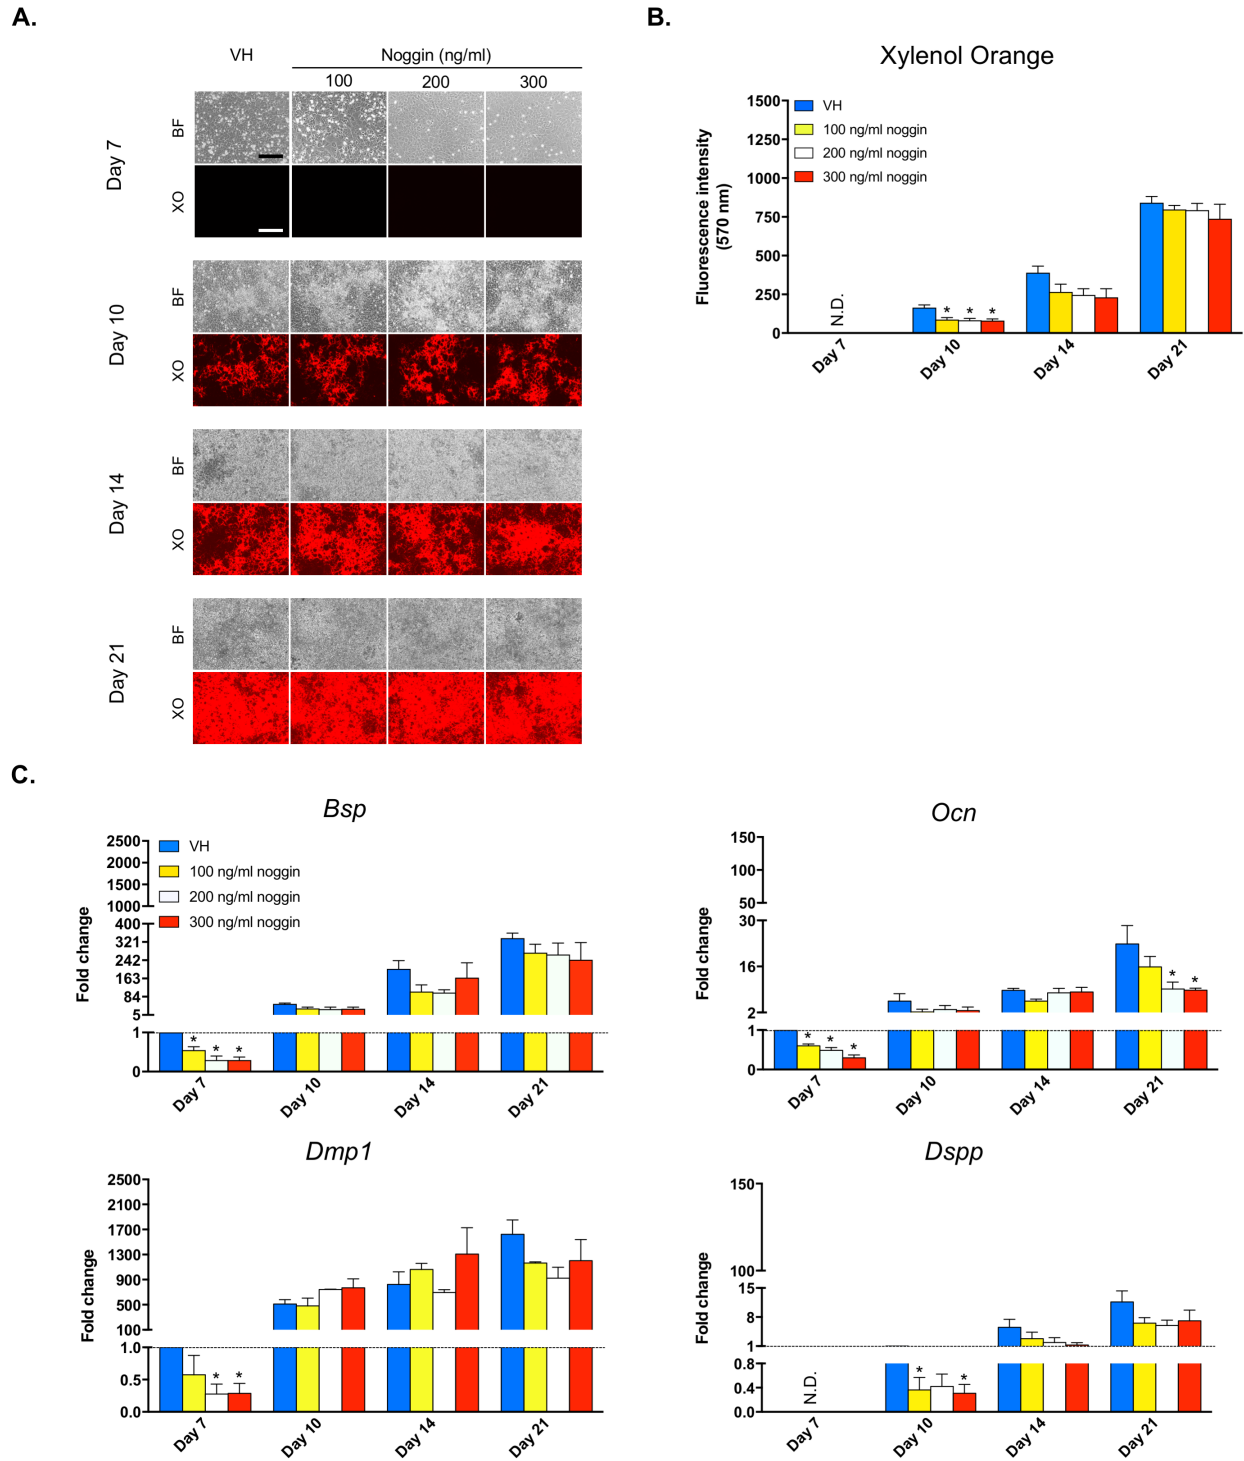 A.
VH
Noggin (ng/ml)
100 200 300
Day 7
BF
XO
Day 10
BF
XO
Day 14
BF
XO
Day 21
BF
XO
B.
Xylenol Orange
Fluorescence intensity
(570 nm)
1500
1250
1000
750
500
250
0
VH
100 ng/ml noggin
200 ng/ml noggin
300 ng/ml noggin
N.D.
* * *
Day 7 Day 10 Day 14 Day 21
C.
Bsp
Fold change
2500
2000
1500
1000
400
321
242
163
84
5
1
0
VH
100 ng/ml noggin
200 ng/ml noggin
300 ng/ml noggin
* * *
Day 7 Day 10 Day 14 Day 21
Ocn
Fold change
150
100
50
30
16
2
1
0
* * *
* *
Day 7 Day 10 Day 14 Day 21
Dmp1
Fold change
2500
2100
1700
1300
900
500
100
1.0
0.5
0.0
* *
Day 7 Day 10 Day 14 Day 21
Dspp
Fold change
150
100
15
8
1
0.8
0.4
0.0
N.D.
* *
Day 7 Day 10 Day 14 Day 21